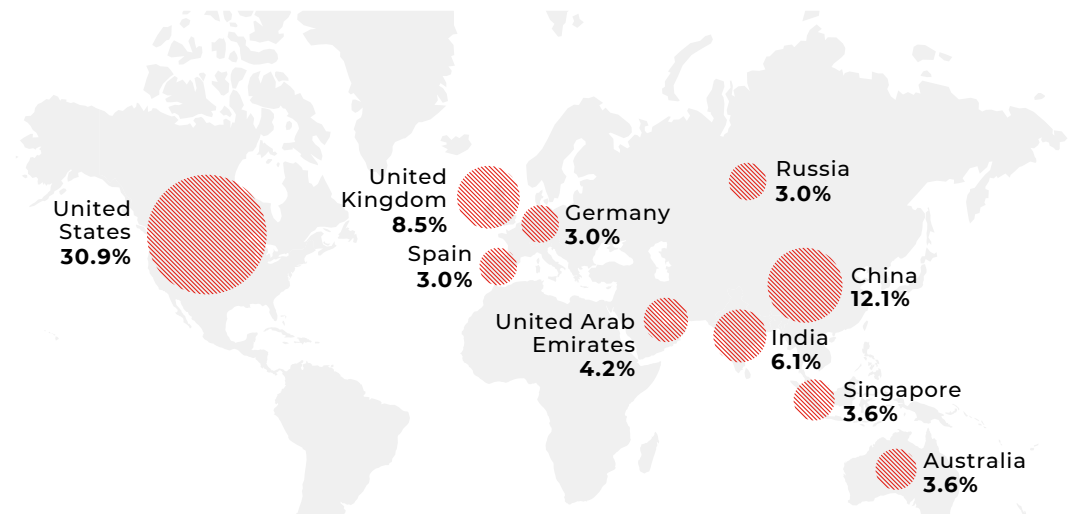 United
States
30.9%
United
Kingdom
8.5%
Spain
3.0%
Germany
3.0%
Russia
3.0%
China
12.1%
United Arab
Emirates
4.2%
India
6.1%
Singapore
3.6%
Australia
3.6%